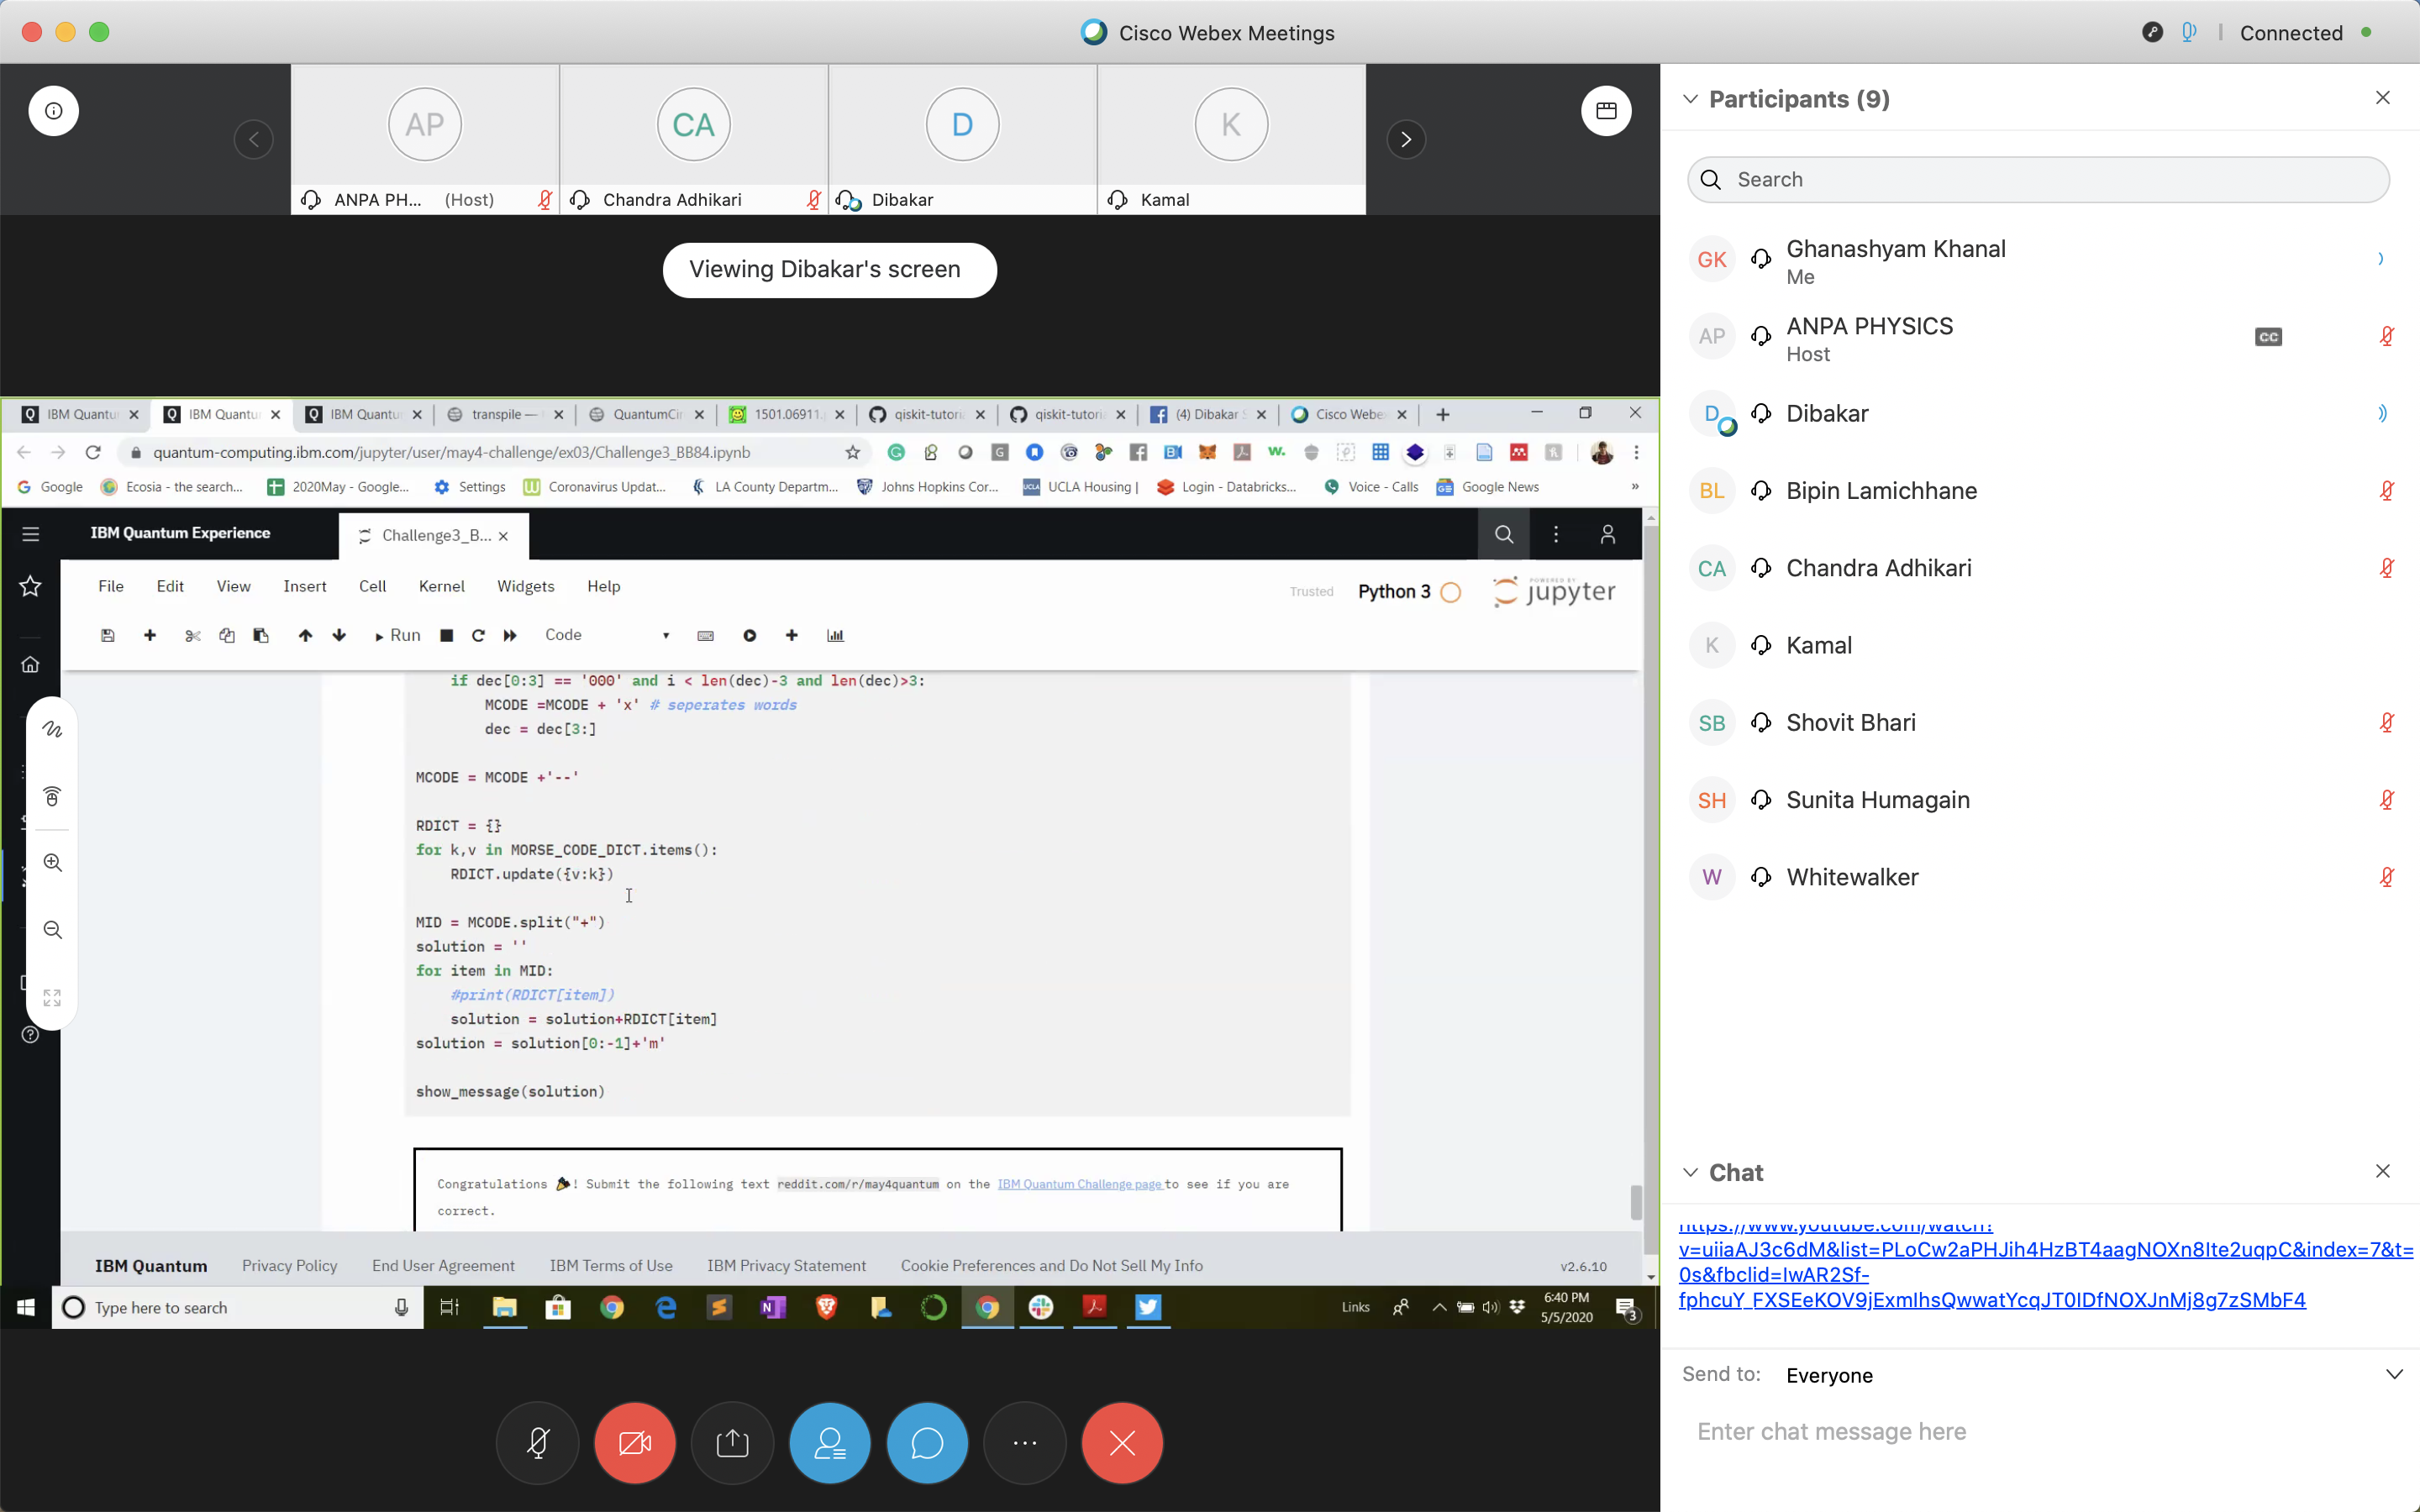 Cisco Webex Meetings
Connected
AP
CA
D
K
ANPA PH... (Host)
Chandra Adhikari
Dibakar
Kamal
Viewing Dibakar's screen
IBM Quantu
IBM Quantu
IBM Quantu
transpile —
QuantumCir
1501.06911.
qiskit-tutori
qiskit-tutori
(4) Dibakar S
Cisco Webe
quantum-computing.ibm.com/jupyter/user/may4-challenge/ex03/Challenge3_BB84.ipynb
Google
Ecosia - the search...
2020May - Google...
Settings
Coronavirus Updat...
LA County Departm...
Johns Hopkins Cor...
UCLA Housing |
Login - Databricks...
Voice - Calls
Google News
»
IBM Quantum Experience
Challenge3_B...
File Edit View Insert Cell Kernel Widgets Help
Trusted
Python 3
POWERED BY
jupyter
Run
Code
if dec[0:3] == '000' and i < len(dec)-3 and len(dec)>3:
MCODE =MCODE + 'x' # seperates words
dec = dec[3:]
MCODE = MCODE +'--'
RDICT = {}
for k,v in MORSE_CODE_DICT.items():
RDICT.update({v:k})
MID = MCODE.split("+")
solution = ''
for item in MID:
#print(RDICT[item])
solution = solution+RDICT[item]
solution = solution[0:-1]+'m'
show_message(solution)
Congratulations 🎉! Submit the following text reddit.com/r/may4quantum on the IBM Quantum Challenge page to see if you are
correct.
IBM Quantum
Privacy Policy
End User Agreement
IBM Terms of Use
IBM Privacy Statement
Cookie Preferences and Do Not Sell My Info
v2.6.10
Type here to search
Links
6:40 PM
5/5/2020
3
Participants (9)
Search
GK
Ghanashyam Khanal
Me
AP
ANPA PHYSICS
Host
CC
D
Dibakar
BL
Bipin Lamichhane
CA
Chandra Adhikari
K
Kamal
SB
Shovit Bhari
SH
Sunita Humagain
W
Whitewalker
Chat
https://www.youtube.com/watch?
v=uiiaAJ3c6dM&list=PLoCw2aPHJih4HzBT4aagNOXn8Ite2uqpC&index=7&t=
0s&fbclid=IwAR2Sf-
fphcuY_FXSEeKOV9jExmIhsQwwatYcqJT0IDfNOXJnMj8g7zSMbF4
Send to: Everyone
Enter chat message here